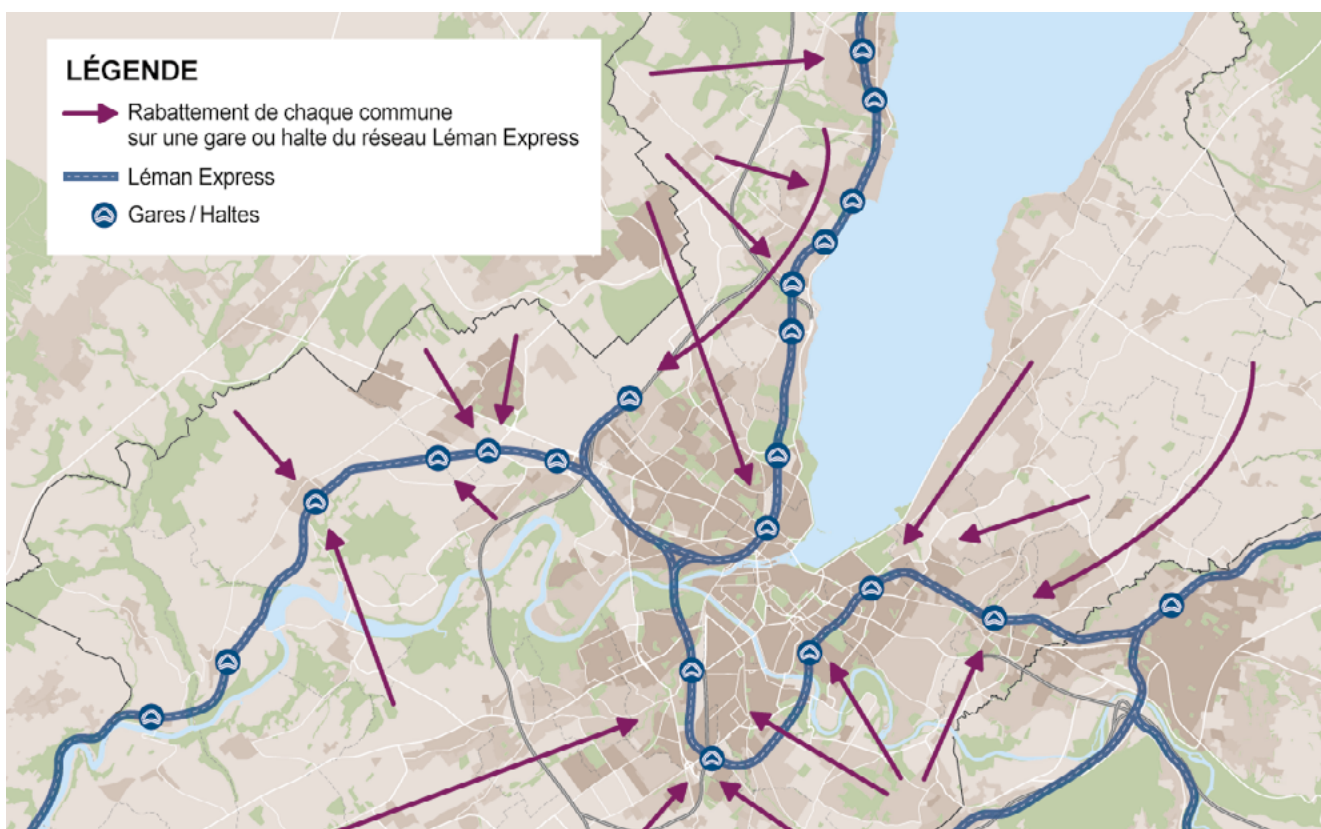 LÉGENDE
Rabattement de chaque commune
sur une gare ou halte du réseau Léman Express
Léman Express
Gares / Haltes